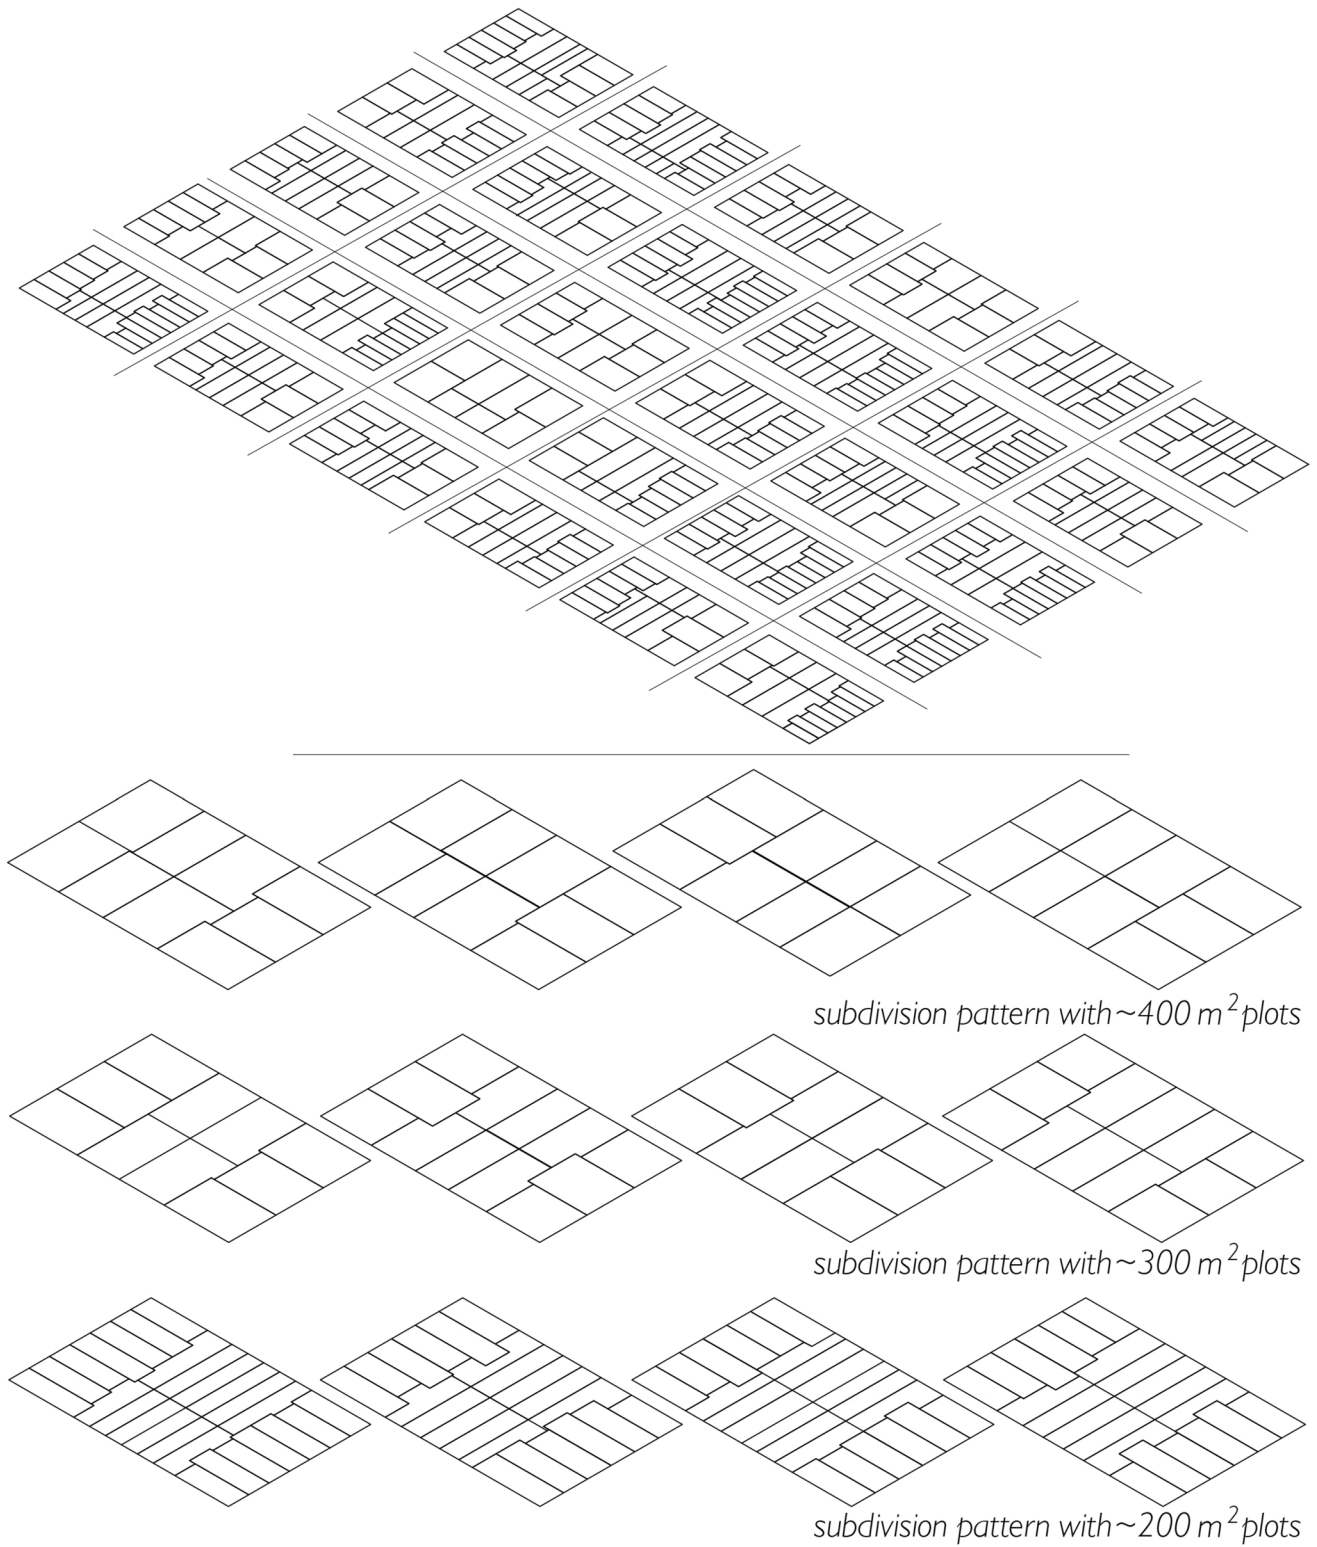 subdivision pattern with~400 m² plots
subdivision pattern with~300 m² plots
subdivision pattern with~200 m² plots